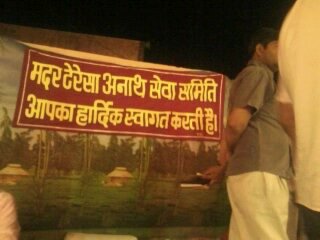 मदर टेरेसा अनाथ सेवा समिति
आपका हार्दिक स्वागत करती है।